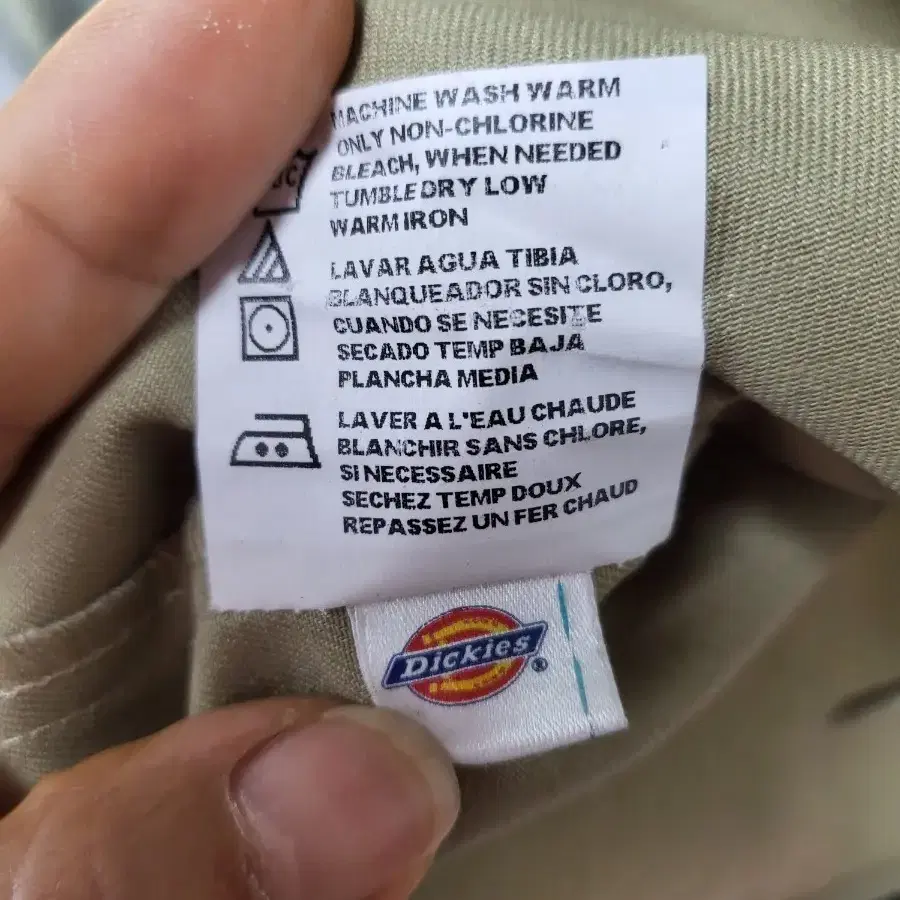 MACHINE WASH WARM
ONLY NON-CHLORINE
BLEACH, WHEN NEEDED
TUMBLE DRY LOW
WARM IRON
LAVAR AGUA TIBIA
BLANQUEADOR SIN CLORO,
CUANDO SE NECESITE
SECADO TEMP BAJA
PLANCHA MEDIA
LAVER A L'EAU CHAUDE
BLANCHIR SANS CHLORE,
SI NECESSAIRE
SECHEZ TEMP DOUX
REPASSEZ UN FER CHAUD
Dickies®